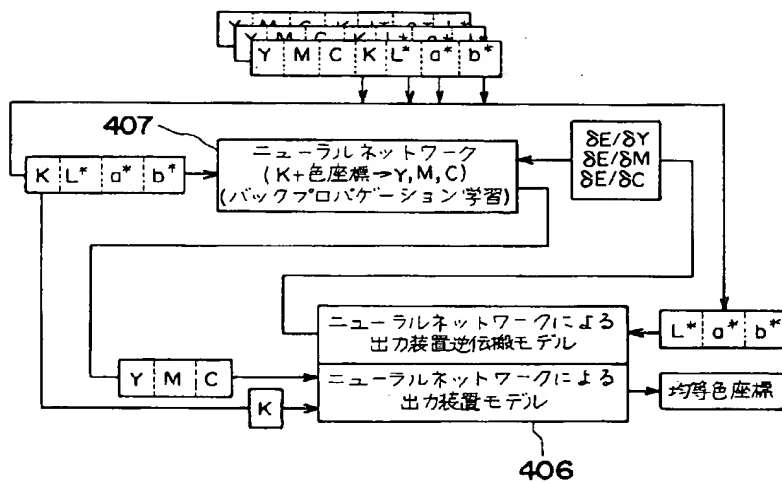 Y M C K L* a* b*
Y M C K L* a* b*
Y M C K L* a* b*
407
ニューラルネットワーク
(K+色座標→Y,M,C)
(バックプロパゲーション学習)
δE/δY
δE/δM
δE/δC
K L* a* b*
ニューラルネットワークによる
出力装置逆伝搬モデル
L* a* b*
Y M C
ニューラルネットワークによる
出力装置モデル
均等色座標
K
406